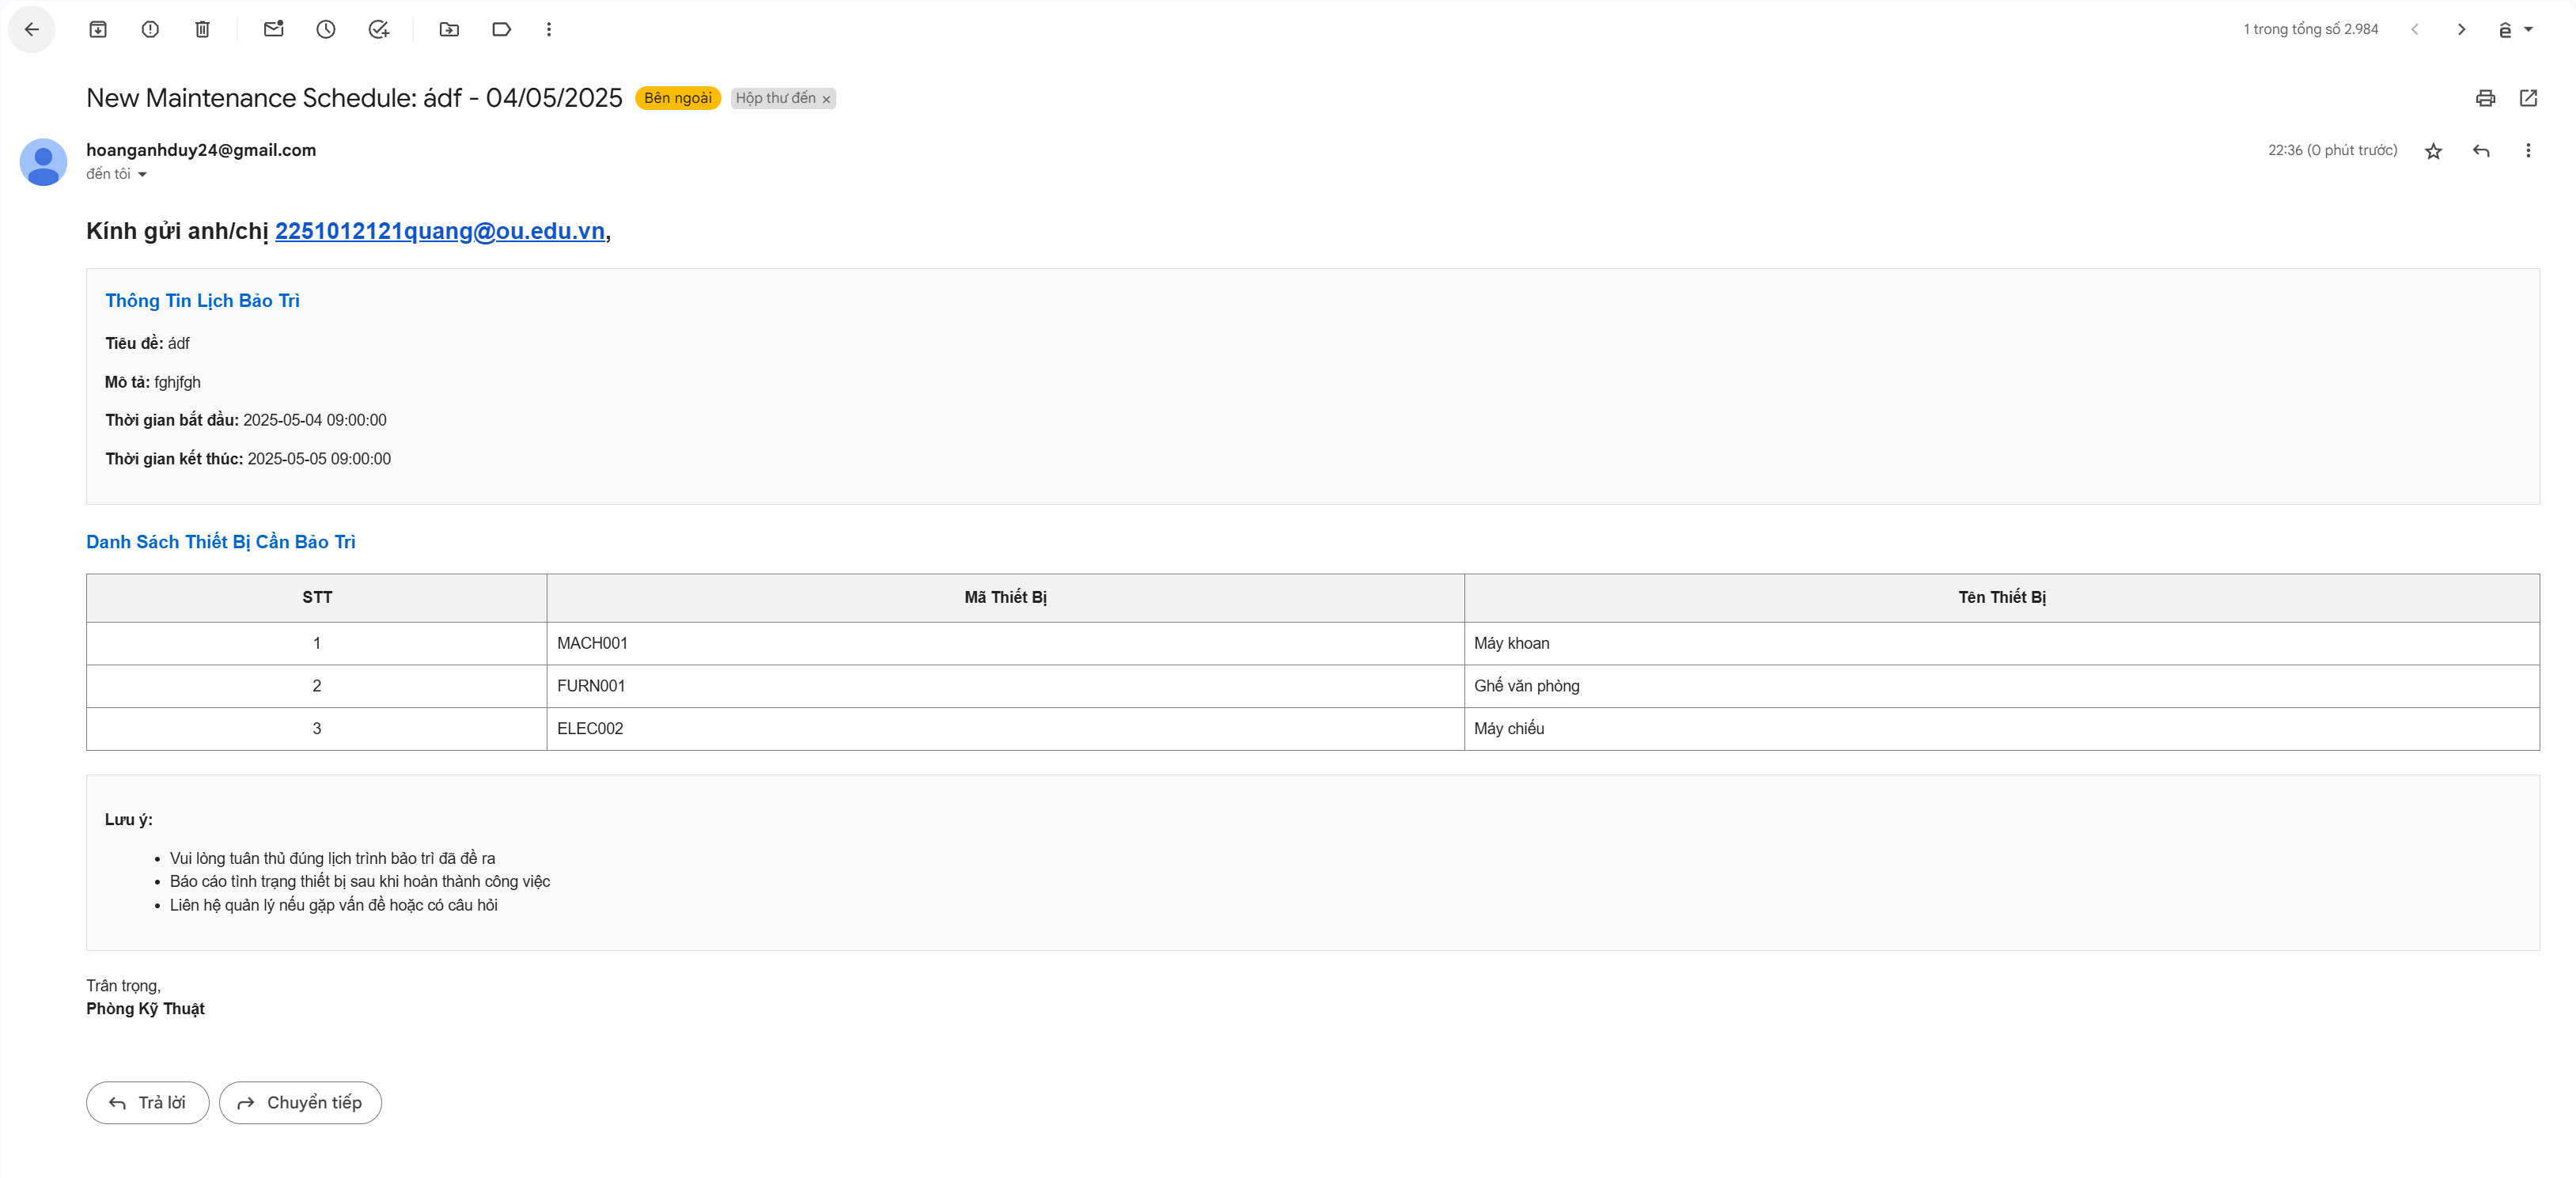 1 trong tổng số 2.984
New Maintenance Schedule: ádf - 04/05/2025 Bên ngoài Hộp thư đến ×
hoanganhduy24@gmail.com 22:36 (0 phút trước)
đến tôi
Kính gửi anh/chị 2251012121quang@ou.edu.vn,
Thông Tin Lịch Bảo Trì
Tiêu đề: ádf
Mô tả: fghjfgh
Thời gian bắt đầu: 2025-05-04 09:00:00
Thời gian kết thúc: 2025-05-05 09:00:00
Danh Sách Thiết Bị Cần Bảo Trì
STT Mã Thiết Bị Tên Thiết Bị
1 MACH001 Máy khoan
2 FURN001 Ghế văn phòng
3 ELEC002 Máy chiếu
Lưu ý:
• Vui lòng tuân thủ đúng lịch trình bảo trì đã đề ra
• Báo cáo tình trạng thiết bị sau khi hoàn thành công việc
• Liên hệ quản lý nếu gặp vấn đề hoặc có câu hỏi
Trân trọng,
Phòng Kỹ Thuật
Trả lời Chuyển tiếp